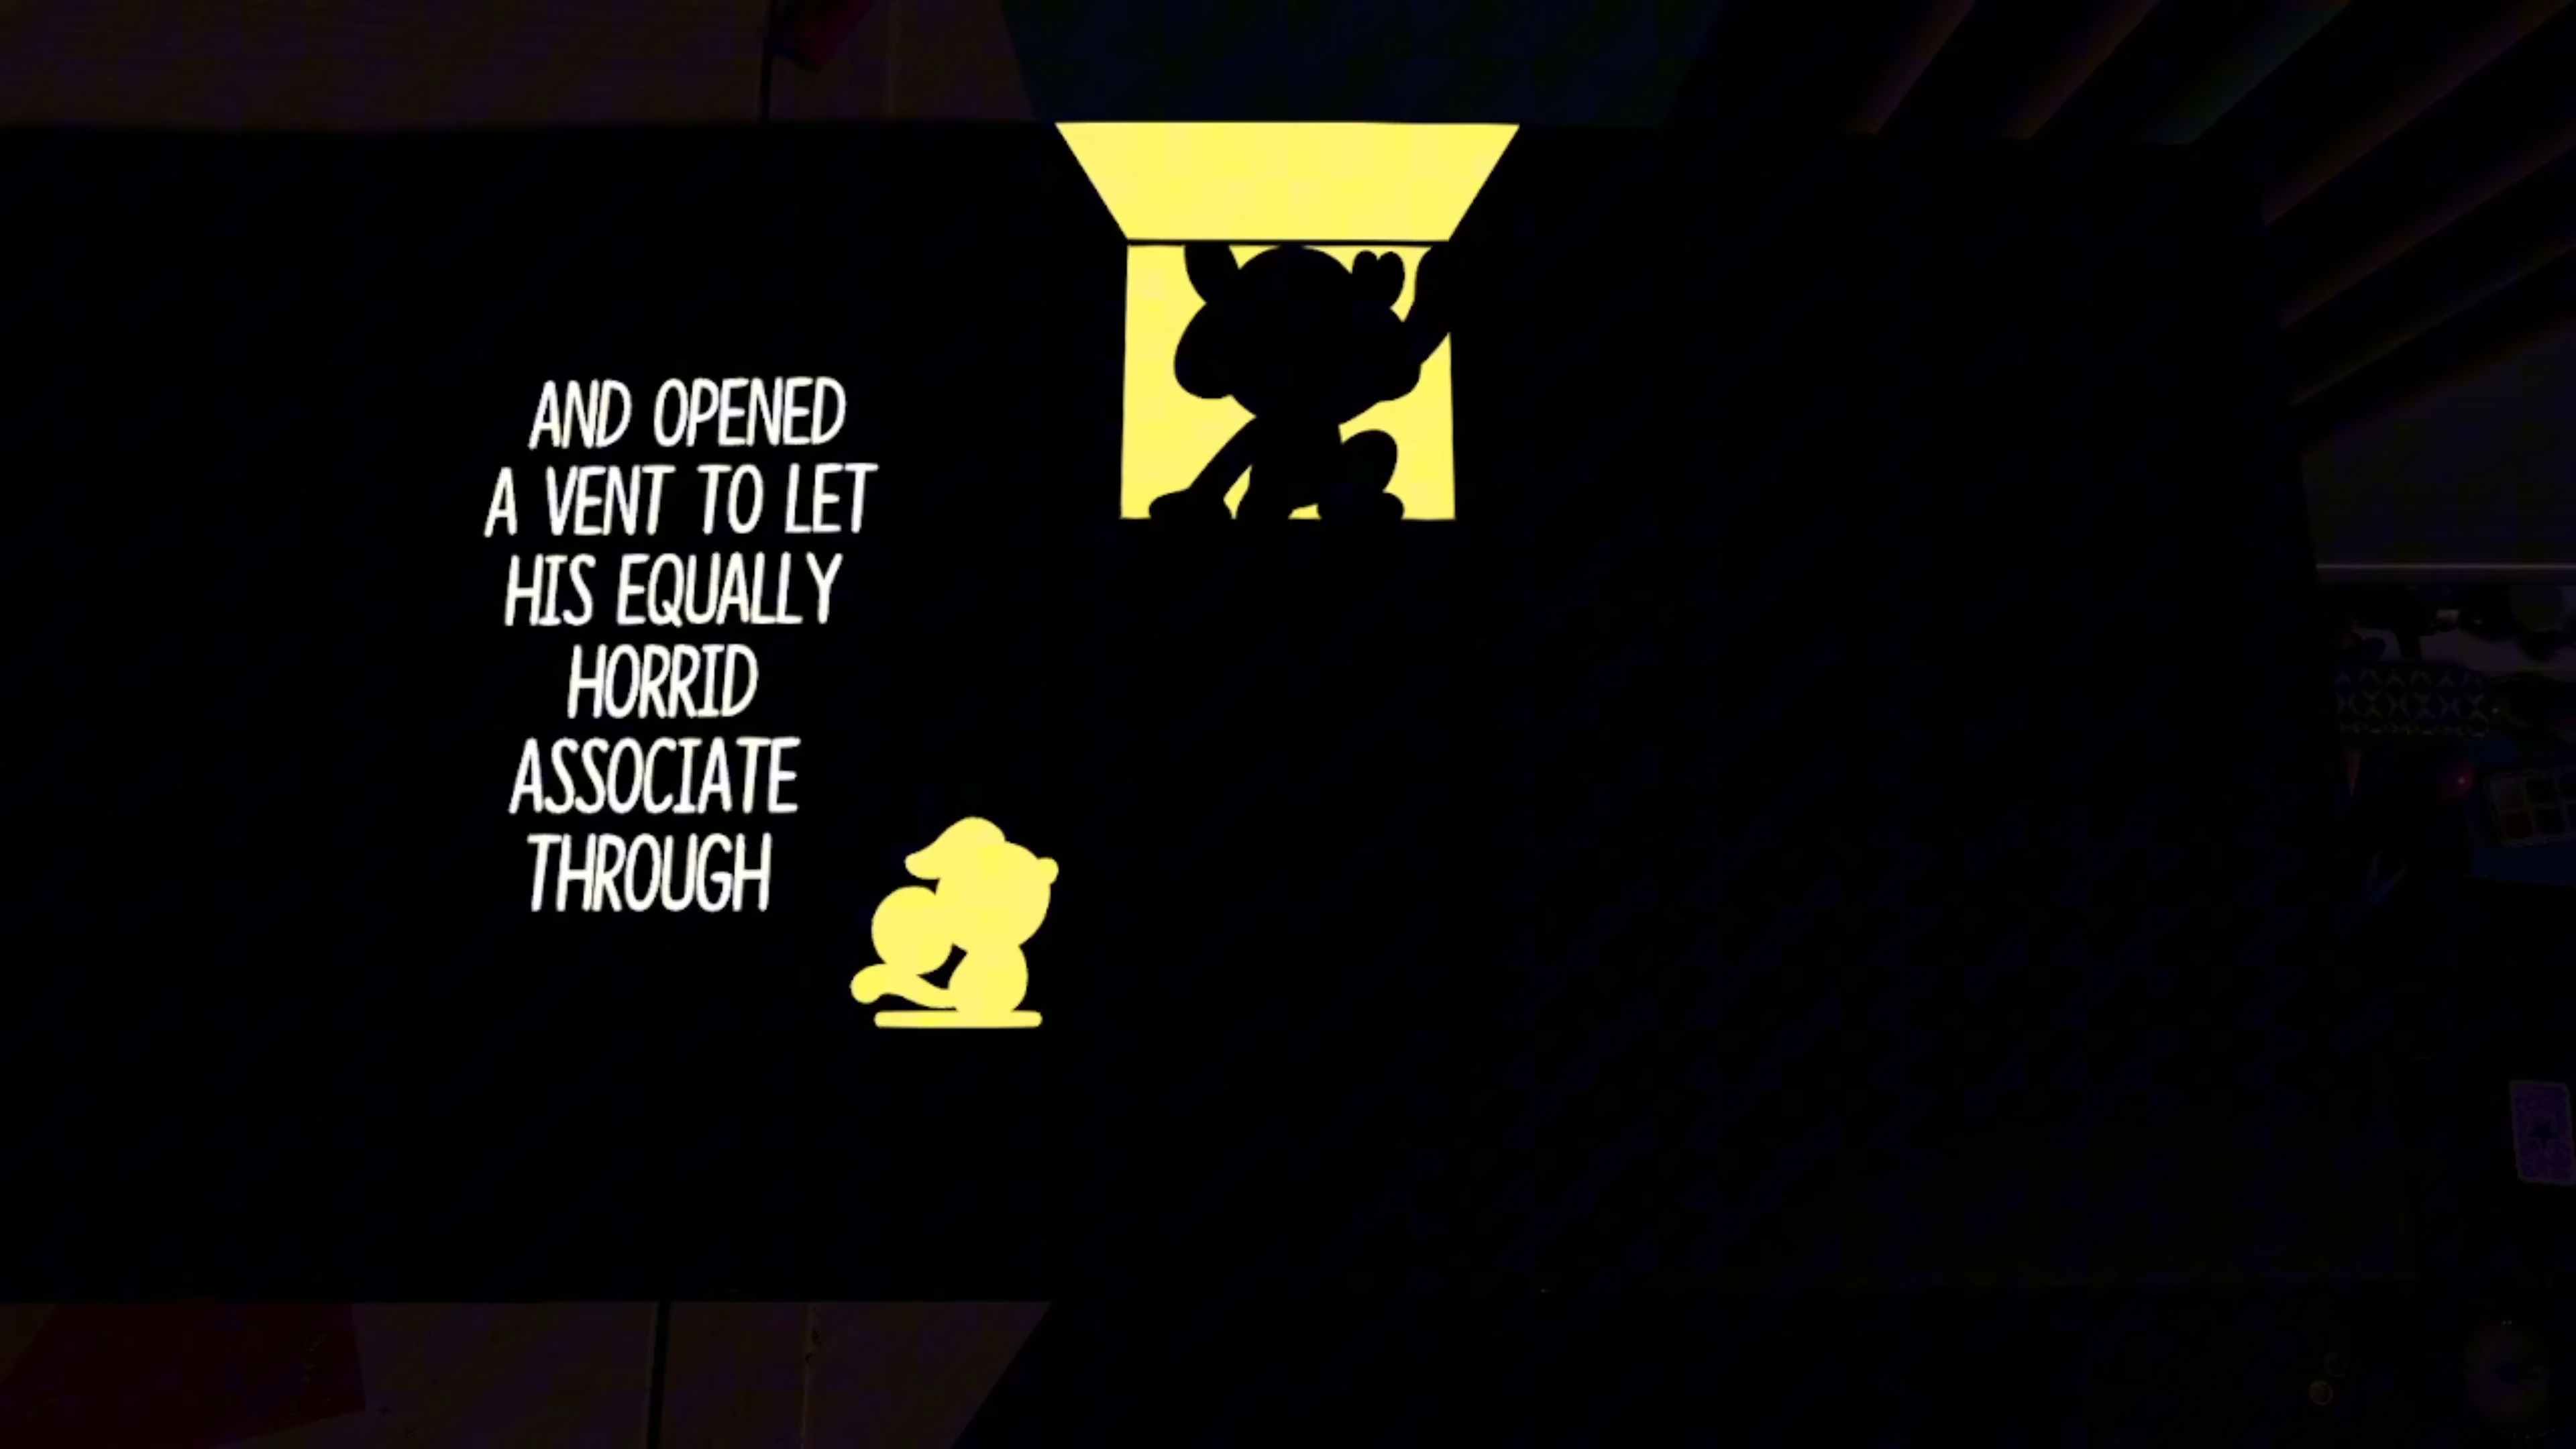 AND OPENED
A VENT TO LET
HIS EQUALLY
HORRID
ASSOCIATE
THROUGH